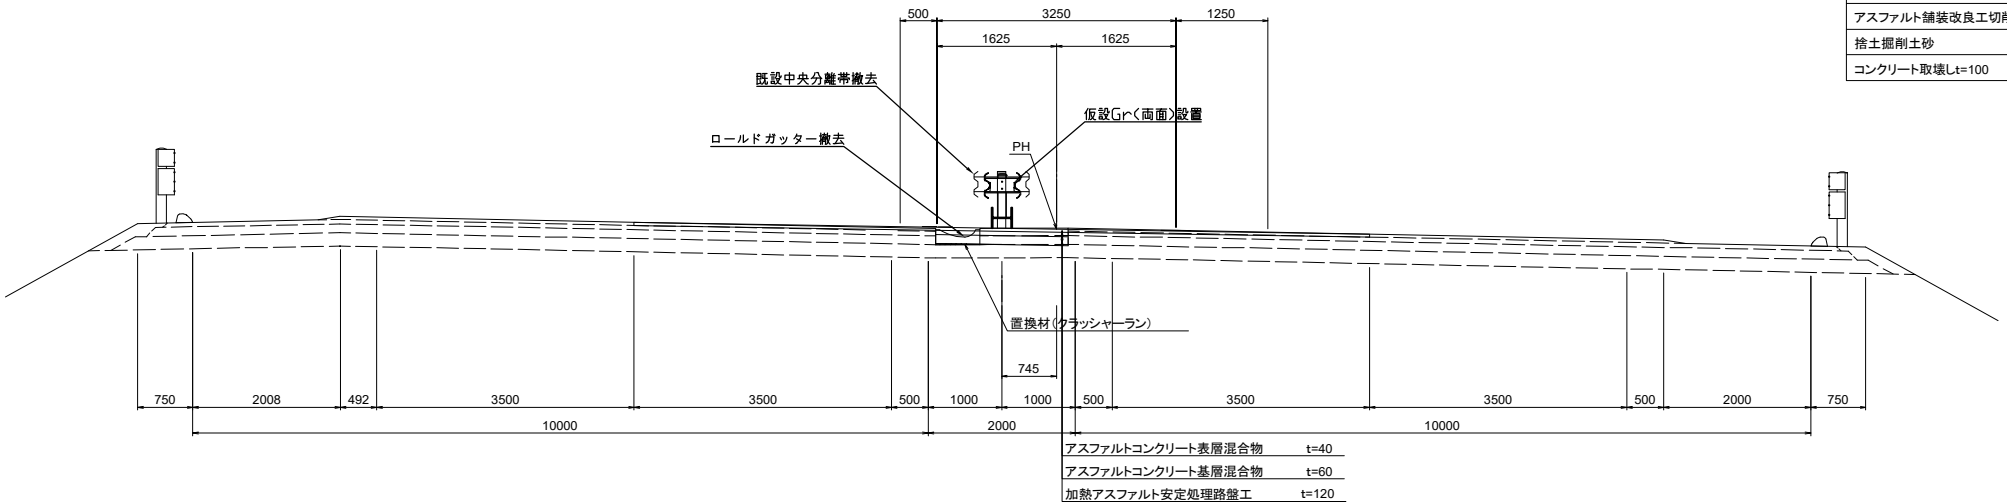 500
3250
1250
アスファルト舗装改良工切削
1625
1625
捨土掘削土砂
コンクリート取壊しt=100
既設中央分離帯撤去
仮設Gr(両面)設置
ロールドガッター撤去
PH
置換材(クラッシャーラン)
745
750
2008
492
3500
3500
500
1000
1000
500
3500
3500
500
2000
750
10000
2000
10000
アスファルトコンクリート表層混合物 t=40
アスファルトコンクリート基層混合物 t=60
加熱アスファルト安定処理路盤工 t=120